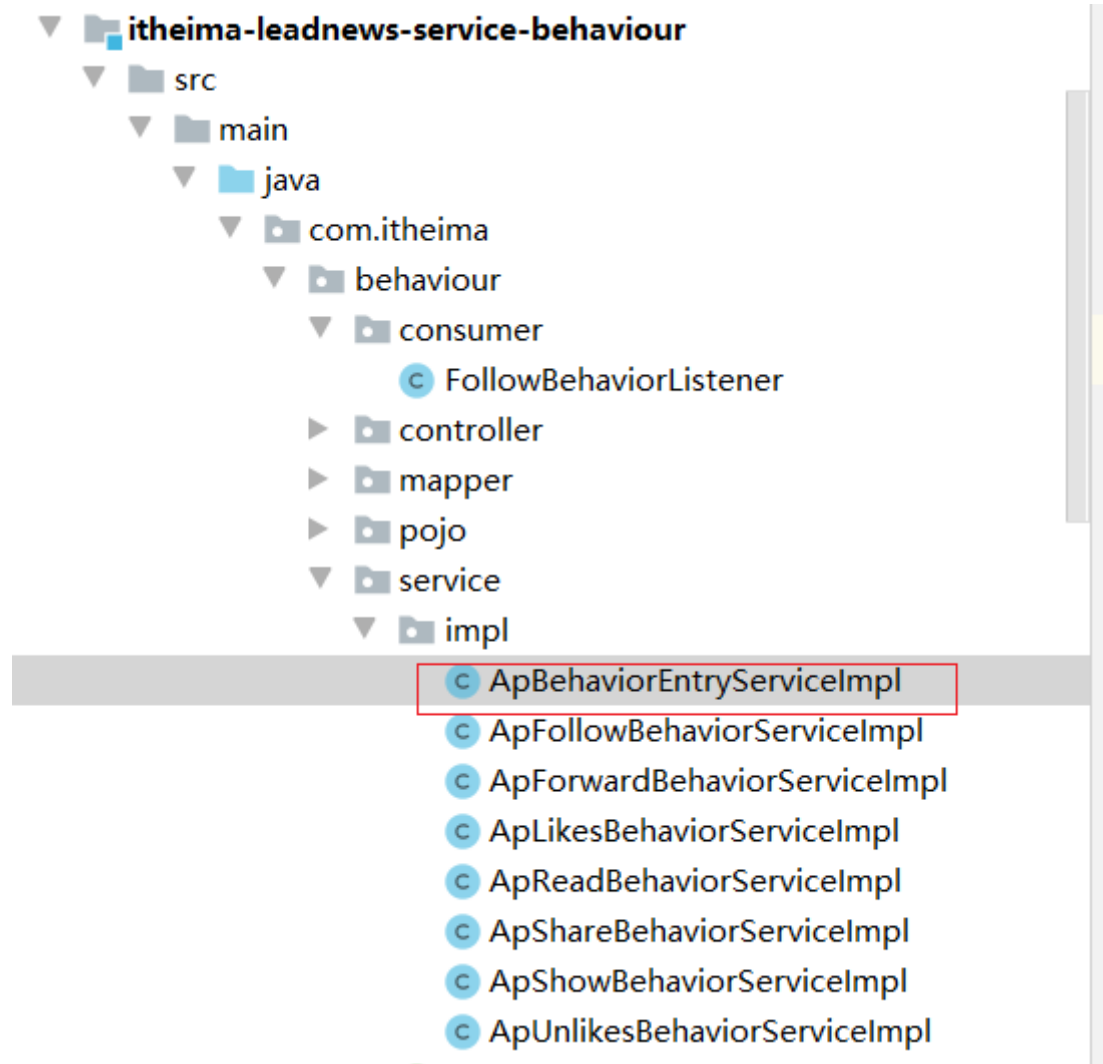 itheima-leadnews-service-behaviour
src
main
java
com.itheima
behaviour
consumer
C FollowBehaviorListener
controller
mapper
pojo
service
impl
C ApBehaviorEntryServiceImpl
C ApFollowBehaviorServiceImpl
C ApForwardBehaviorServiceImpl
C ApLikesBehaviorServiceImpl
C ApReadBehaviorServiceImpl
C ApShareBehaviorServiceImpl
C ApShowBehaviorServiceImpl
C ApUnlikesBehaviorServiceImpl